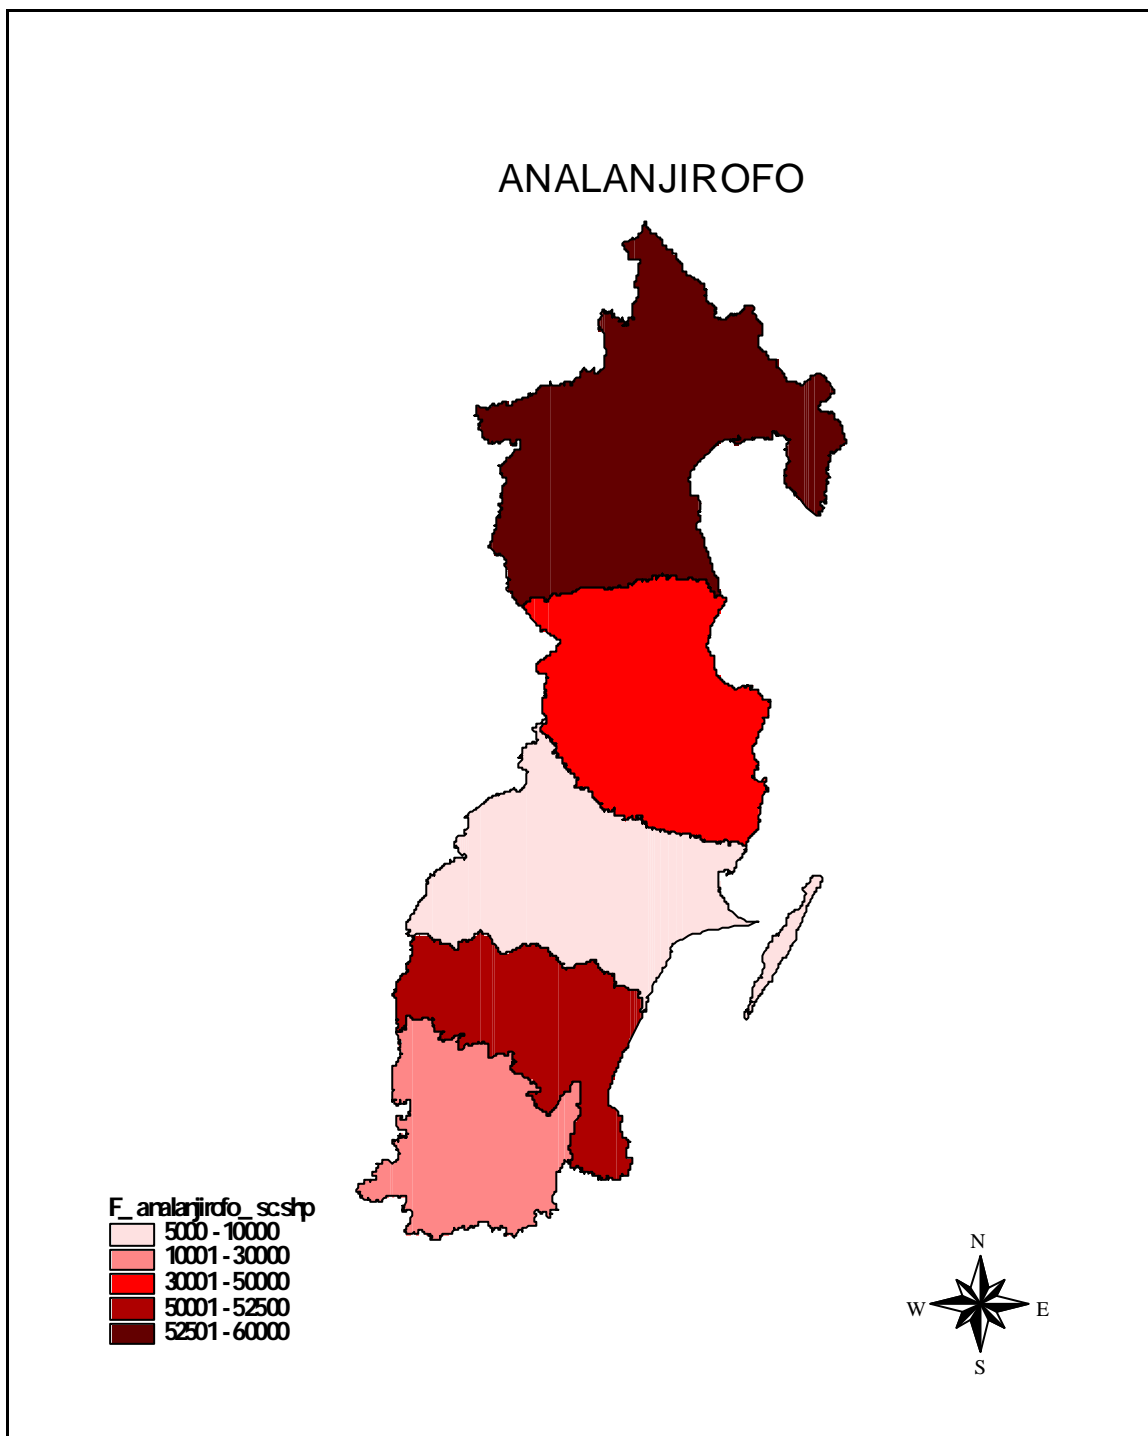 ANALANJIROFO
F_analanjirofo_sc.shp
5000 - 10000
10001 - 30000
30001 - 50000
50001 - 52500
52501 - 60000
N
W E
S